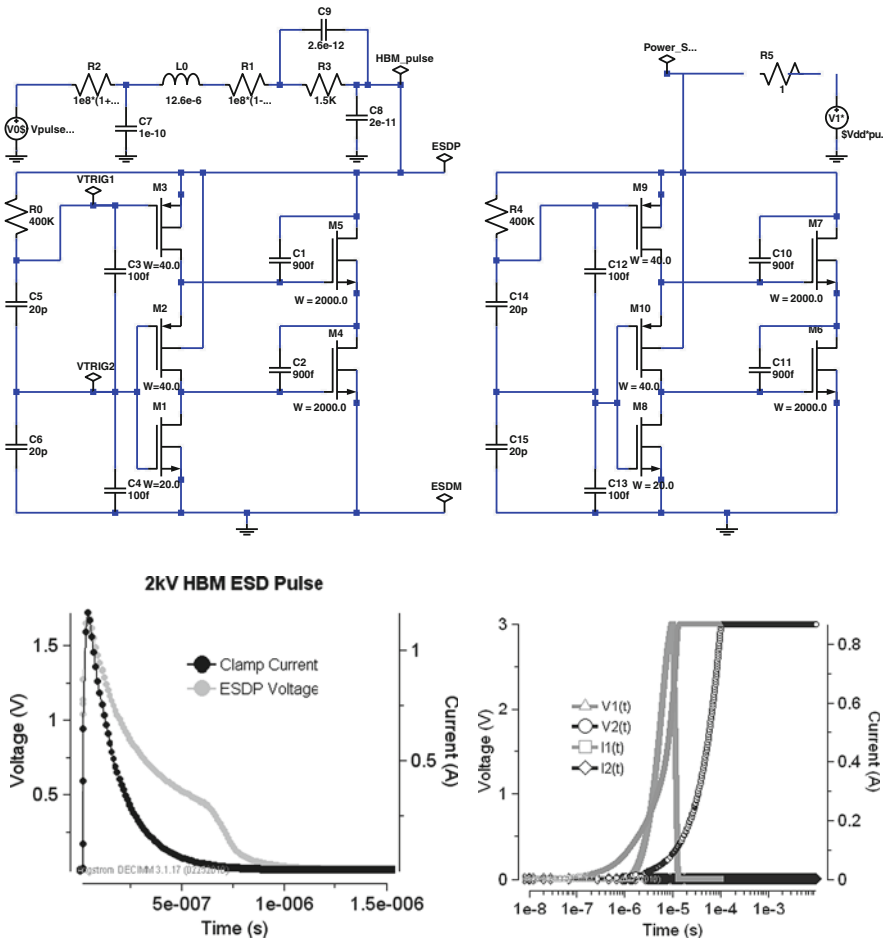 C9
2.6e-12
HBM_pulse
R2
1e8*(1+...
L0
12.6e-6
R1
1e8*(1-...
R3
1.5K
C7
1e-10
C8
2e-11
V0$
Vpulse...
ESDP
VTRIG1
M3
R0
400K
W=40.0
C3
100f
C1
900f
M5
W = 2000.0
C5
20p
M2
M4
VTRIG2
W=40.0
C2
900f
M1
W = 2000.0
C6
20p
C4
100f
W=20.0
ESDM
Power_S...
R5
1
V1*
$Vdd*pu.
M9
R4
400K
W = 40.0
C12
100f
C10
900f
M7
W = 2000.0
C14
20p
M10
M6
W = 40.0
C11
900f
M8
W = 2000.0
C15
20p
C13
100f
W = 20.0
2kV HBM ESD Pulse
Voltage (V)
1.5
1
0.5
Clamp Current
ESDP Voltage
1
0.5
Current (A)
5e-007
1e-006
1.5e-006
Time (s)
Voltage (V)
3
2
1
0
V1(t)
V2(t)
I1(t)
I2(t)
0.8
0.6
0.4
0.2
0
Current (A)
1e-8
1e-7
1e-6
1e-5
1e-4
1e-3
Time (s)